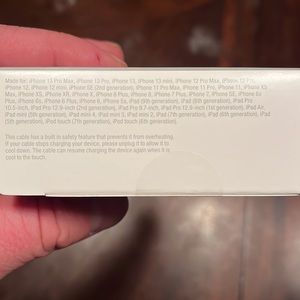 Made for: iPhone 13 Pro Max, iPhone 13 Pro, iPhone 13, iPhone 13 mini, iPhone 12 Pro Max, iPhone 12 Pro,
iPhone 12, iPhone 12 mini, iPhone SE (2nd generation), iPhone 11 Pro Max, iPhone 11 Pro, iPhone 11, iPhone XS
Max, iPhone XS, iPhone XR, iPhone X, iPhone 8 Plus, iPhone 8, iPhone 7 Plus, iPhone 7, iPhone SE, iPhone 6s
Plus, iPhone 6s, iPhone 6 Plus, iPhone 6, iPhone 5s, iPad (9th generation), iPad (8th generation), iPad Pro
10.5-inch, iPad Pro 12.9-inch (2nd generation), iPad Pro 9.7-inch, iPad Pro 12.9-inch (1st generation), iPad Air,
iPad mini (5th generation), iPad mini 4, iPad mini 3, iPad mini 2, iPad (7th generation), iPad (6th generation), iPad
(5th generation), iPod touch (7th generation), iPod touch (6th generation).
This cable has a built in safety feature that prevents it from overheating.
If your cable stops charging your device, please unplug it to allow it to
cool down. The cable can resume charging the device again when it is
cool to the touch.